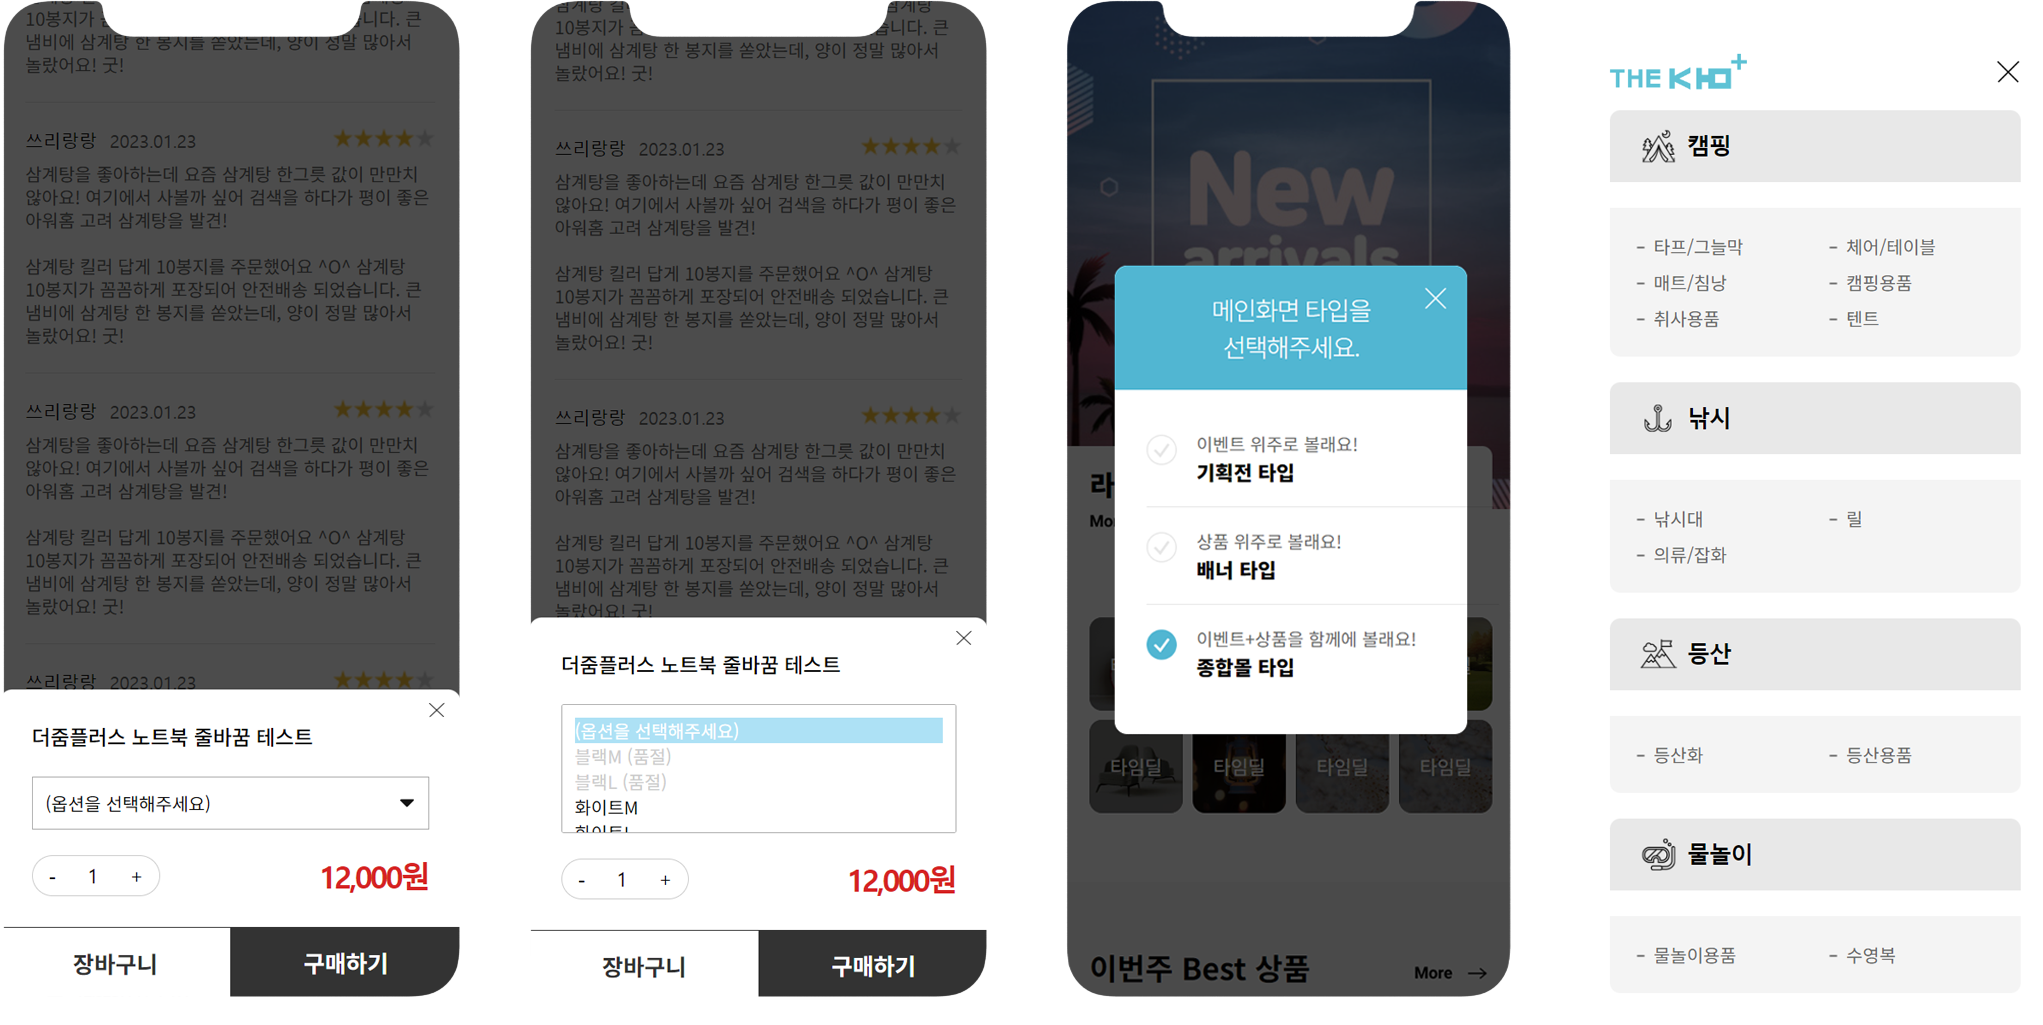 10봉지가 꼼꼼하게 포장되어 안전배송 되었습니다. 큰
냄비에 삼계탕 한 봉지를 쏟았는데, 양이 정말 많아서
놀랐어요! 굿!
쓰리랑랑 2023.01.23
삼계탕을 좋아하는데 요즘 삼계탕 한그릇 값이 만만치
않아요! 여기에서 사볼까 싶어 검색을 하다가 평이 좋은
아워홈 고려 삼계탕을 발견!
삼계탕 킬러 답게 10봉지를 주문했어요 ^O^ 삼계탕
10봉지가 꼼꼼하게 포장되어 안전배송 되었습니다. 큰
냄비에 삼계탕 한 봉지를 쏟았는데, 양이 정말 많아서
놀랐어요! 굿!
쓰리랑랑 2023.01.23
삼계탕을 좋아하는데 요즘 삼계탕 한그릇 값이 만만치
않아요! 여기에서 사볼까 싶어 검색을 하다가 평이 좋은
아워홈 고려 삼계탕을 발견!
삼계탕 킬러 답게 10봉지를 주문했어요 ^O^ 삼계탕
10봉지가 꼼꼼하게 포장되어 안전배송 되었습니다. 큰
냄비에 삼계탕 한 봉지를 쏟았는데, 양이 정말 많아서
놀랐어요! 굿!
쓰리랑랑 2023.01.23
더줌플러스 노트북 줄바꿈 테스트
(옵션을 선택해주세요)
- 1 +
12,000원
장바구니
구매하기
냄비에 삼계탕 한 봉지를 쏟았는데, 양이 정말 많아서
놀랐어요! 굿!
쓰리랑랑 2023.01.23
삼계탕을 좋아하는데 요즘 삼계탕 한그릇 값이 만만치
않아요! 여기에서 사볼까 싶어 검색을 하다가 평이 좋은
아워홈 고려 삼계탕을 발견!
삼계탕 킬러 답게 10봉지를 주문했어요 ^O^ 삼계탕
10봉지가 꼼꼼하게 포장되어 안전배송 되었습니다. 큰
냄비에 삼계탕 한 봉지를 쏟았는데, 양이 정말 많아서
놀랐어요! 굿!
쓰리랑랑 2023.01.23
삼계탕을 좋아하는데 요즘 삼계탕 한그릇 값이 만만치
않아요! 여기에서 사볼까 싶어 검색을 하다가 평이 좋은
아워홈 고려 삼계탕을 발견!
삼계탕 킬러 답게 10봉지를 주문했어요 ^O^ 삼계탕
10봉지가 꼼꼼하게 포장되어 안전배송 되었습니다. 큰
냄비에 삼계탕 한 봉지를 쏟았는데, 양이 정말 많아서
놀랐어요! 굿!
더줌플러스 노트북 줄바꿈 테스트
(옵션을 선택해주세요)
블랙M (품절)
블랙L (품절)
화이트M
화이트L
- 1 +
12,000원
장바구니
구매하기
New
arrivals
메인화면 타입을
선택해주세요.
이벤트 위주로 볼래요!
기획전 타입
상품 위주로 볼래요!
배너 타입
이벤트+상품을 함께에 볼래요!
종합몰 타입
타임딜 타임딜 타임딜 타임딜
이번주 Best 상품
More
THE KHO+
캠핑
- 타프/그늘막
- 체어/테이블
- 매트/침낭
- 캠핑용품
- 취사용품
- 텐트
낚시
- 낚시대
- 릴
- 의류/잡화
등산
- 등산화
- 등산용품
물놀이
- 물놀이용품
- 수영복